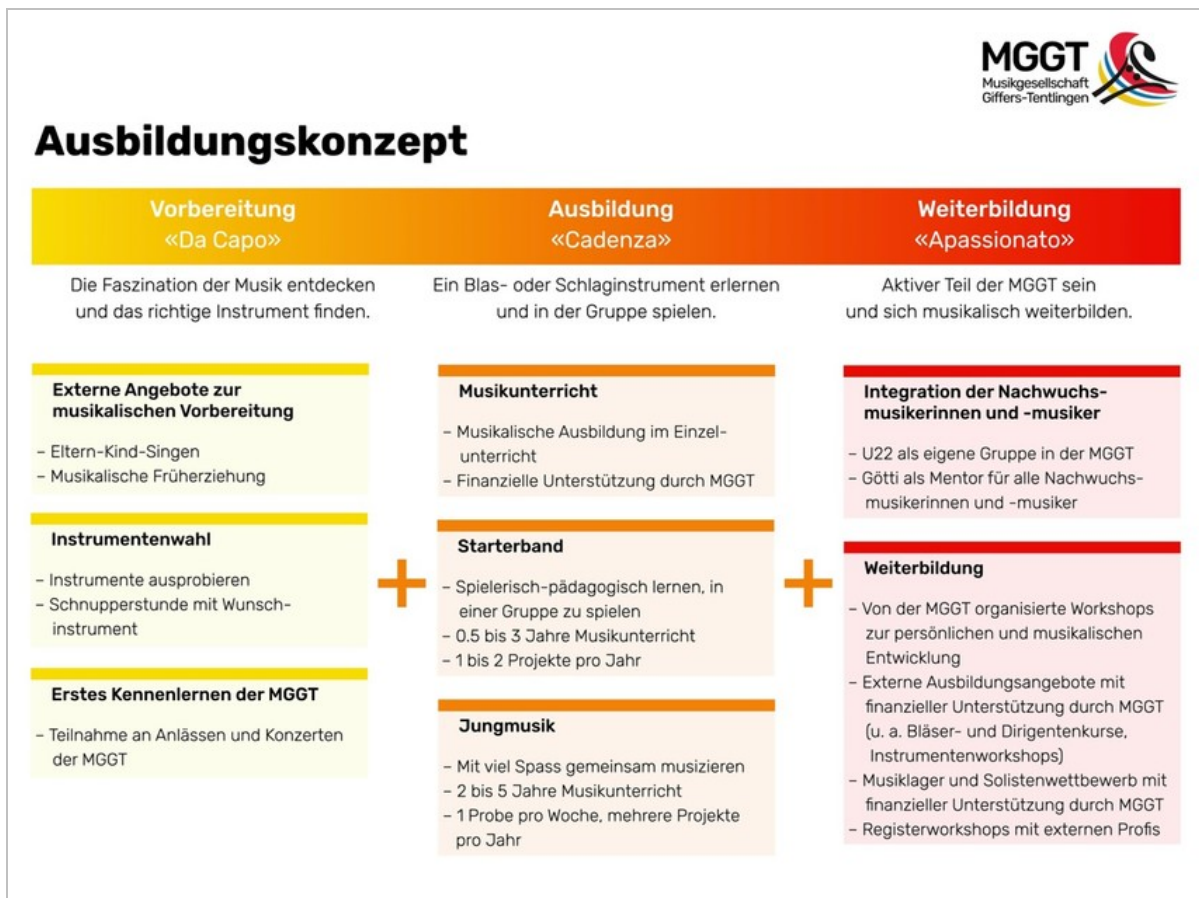 MGGT
Musikgesellschaft
Giffers-Tentlingen
Ausbildungskonzept
Vorbereitung
«Da Capo»
Die Faszination der Musik entdecken
und das richtige Instrument finden.
Externe Angebote zur
musikalischen Vorbereitung
– Eltern-Kind-Singen
– Musikalische Früherziehung
Instrumentenwahl
– Instrumente ausprobieren
– Schnupperstunde mit Wunsch-
instrument
Erstes Kennenlernen der MGGT
– Teilnahme an Anlässen und Konzerten
der MGGT
Ausbildung
«Cadenza»
Ein Blas- oder Schlaginstrument erlernen
und in der Gruppe spielen.
Musikunterricht
– Musikalische Ausbildung im Einzel-
unterricht
– Finanzielle Unterstützung durch MGGT
Starterband
– Spielerisch-pädagogisch lernen, in
einer Gruppe zu spielen
– 0.5 bis 3 Jahre Musikunterricht
– 1 bis 2 Projekte pro Jahr
Jungmusik
– Mit viel Spass gemeinsam musizieren
– 2 bis 5 Jahre Musikunterricht
– 1 Probe pro Woche, mehrere Projekte
pro Jahr
Weiterbildung
«Apassionato»
Aktiver Teil der MGGT sein
und sich musikalisch weiterbilden.
Integration der Nachwuchs-
musikerinnen und -musiker
– U22 als eigene Gruppe in der MGGT
– Götti als Mentor für alle Nachwuchs-
musikerinnen und -musiker
Weiterbildung
– Von der MGGT organisierte Workshops
zur persönlichen und musikalischen
Entwicklung
– Externe Ausbildungsangebote mit
finanzieller Unterstützung durch MGGT
(u. a. Bläser- und Dirigentenkurse,
Instrumentenworkshops)
– Musiklager und Solistenwettbewerb mit
finanzieller Unterstützung durch MGGT
– Registerworkshops mit externen Profis